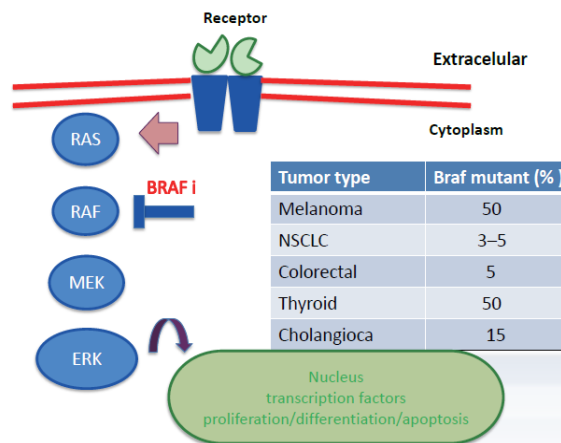 Receptor
Extracelular
Cytoplasm
RAS
BRAF i
RAF
MEK
ERK
Tumor type Braf mutant (% )
Melanoma 50
NSCLC 3–5
Colorectal 5
Thyroid 50
Cholangioca 15
Nucleus
transcription factors
proliferation/differentiation/apoptosis